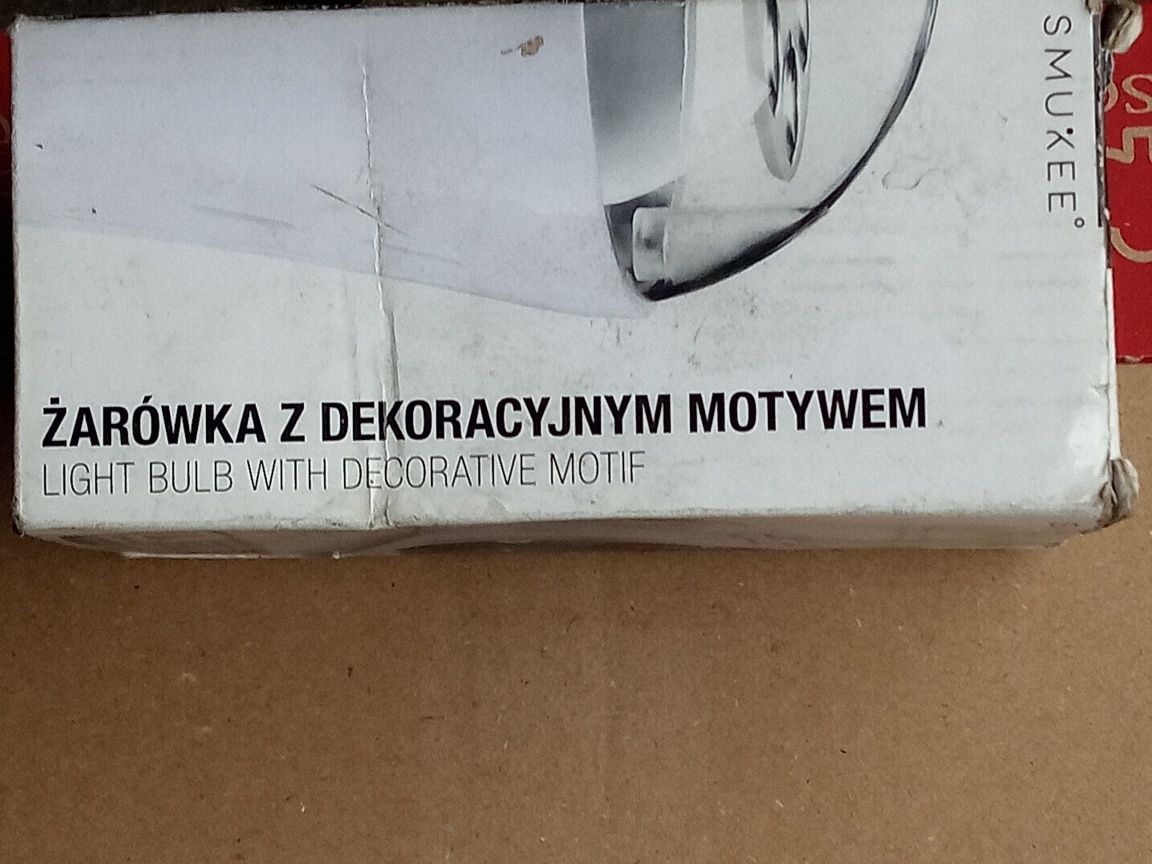 SMUKEE°
ŻARÓWKA Z DEKORACYJNYM MOTYWEM
LIGHT BULB WITH DECORATIVE MOTIF